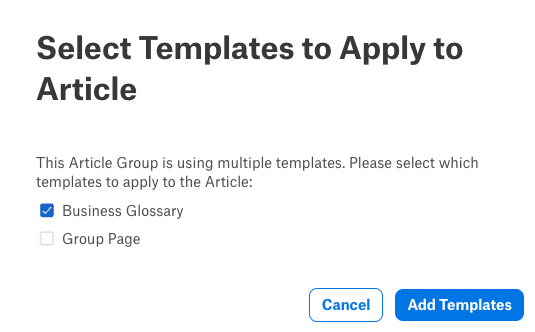 Select Templates to Apply to
Article
This Article Group is using multiple templates. Please select which
templates to apply to the Article:
Business Glossary
Group Page
Cancel
Add Templates